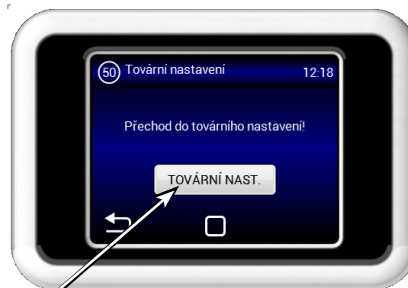 50 Tovární nastavení 12:18
Přechod do továrního nastavení!
TOVÁRNÍ NAST.